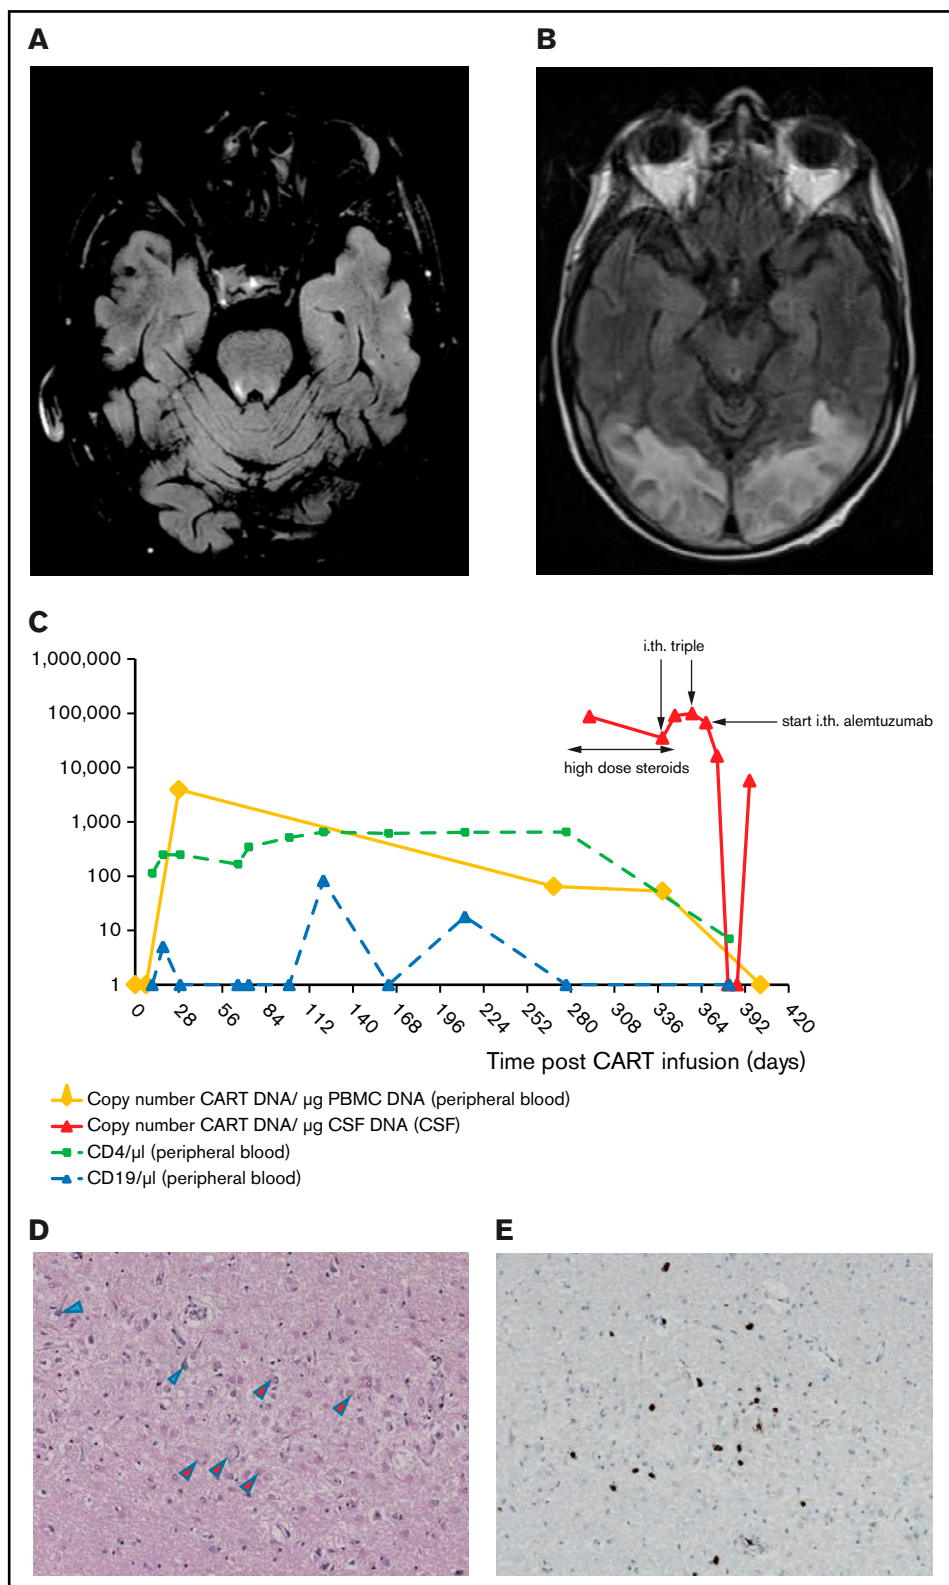 A
B
C
1,000,000
100,000
10,000
1,000
100
10
1
i.th. triple
start i.th. alemtuzumab
high dose steroids
0 28 56 84 112 140 168 196 224 252 280 308 336 364 392 420
Time post CART infusion (days)
Copy number CART DNA/ µg PBMC DNA (peripheral blood)
Copy number CART DNA/ µg CSF DNA (CSF)
CD4/µl (peripheral blood)
CD19/µl (peripheral blood)
D
E